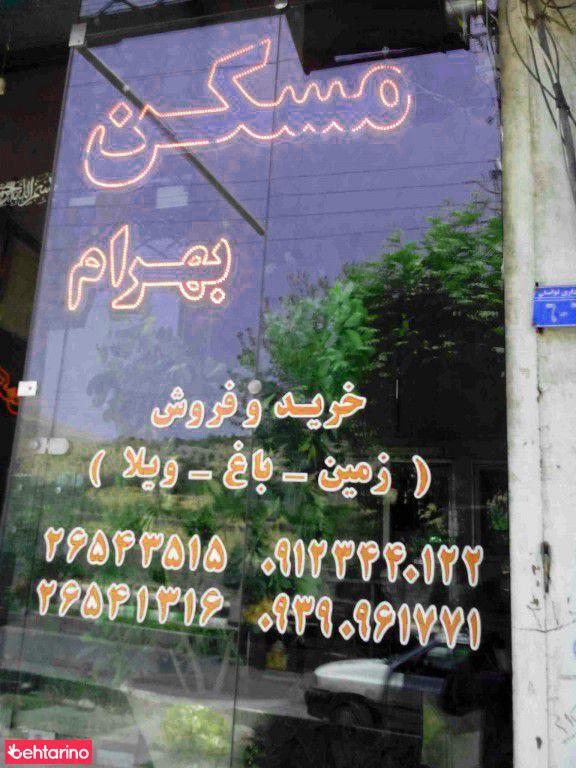 مسکن
بهرام
خرید و فروش
( زمین - باغ - ویلا )
۰۹۱۲۳۴۴۰۱۲۲ ۲۶۵۴۳۵۱۵
۰۹۳۹۰۹۶۱۷۷۱ ۲۶۵۴۱۳۱۶
behtarino